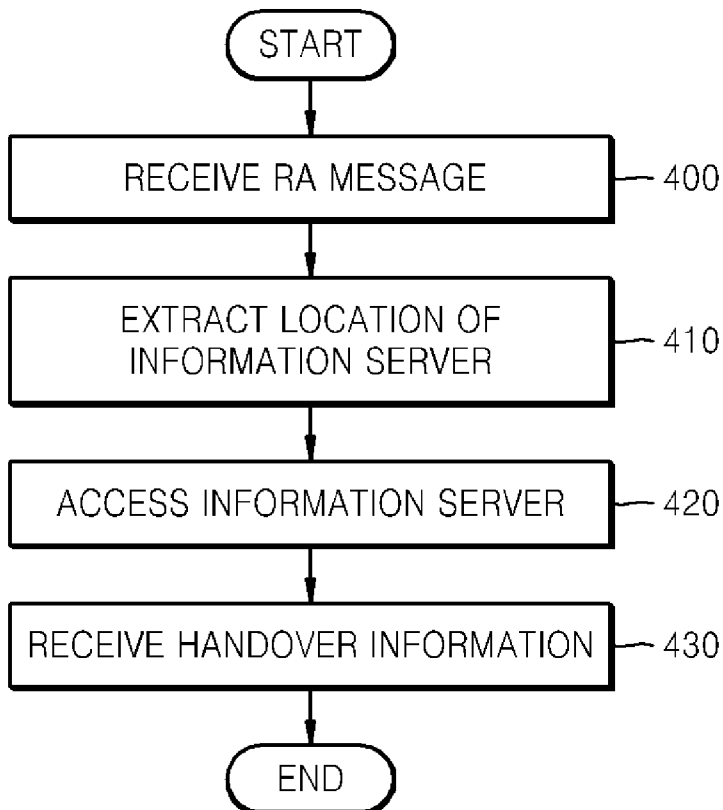 START
RECEIVE RA MESSAGE
400
EXTRACT LOCATION OF
INFORMATION SERVER
410
ACCESS INFORMATION SERVER
420
RECEIVE HANDOVER INFORMATION
430
END